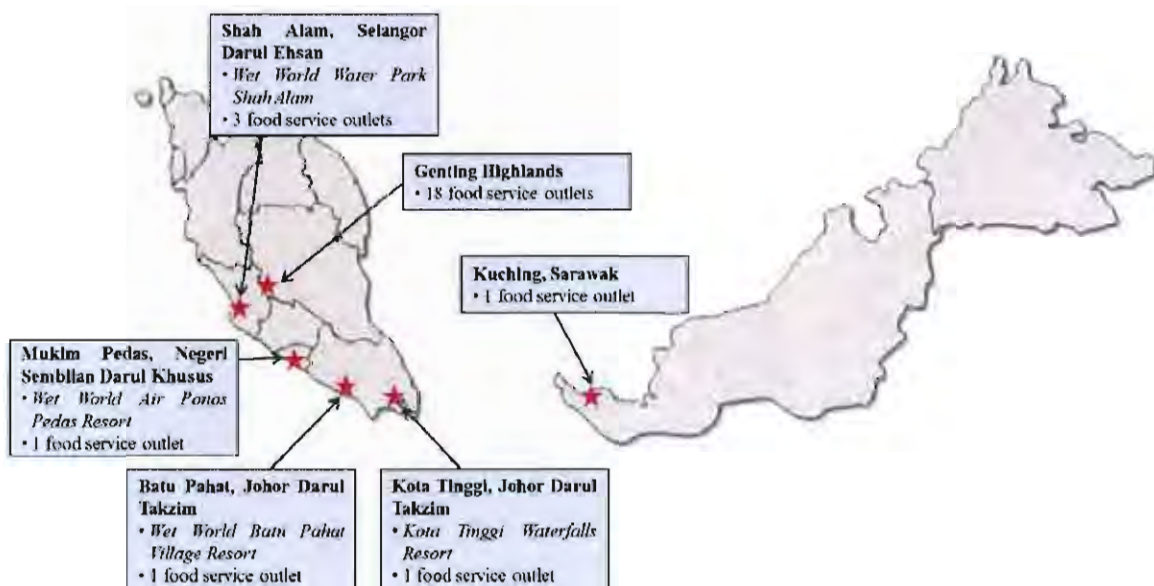 Shah Alam, Selangor
Darul Ehsan
• Wet World Water Park
Shah Alam
• 3 food service outlets
Genting Highlands
• 18 food service outlets
Kuching, Sarawak
• 1 food service outlet
Mukim Pedas, Negeri
Sembilan Darul Khusus
• Wet World Air Panas
Pedas Resort
• 1 food service outlet
Batu Pahat, Johor Darul
Takzim
• Wet World Batu Pahat
Village Resort
• 1 food service outlet
Kota Tinggi, Johor Darul
Takzim
• Kota Tinggi Waterfalls
Resort
• 1 food service outlet